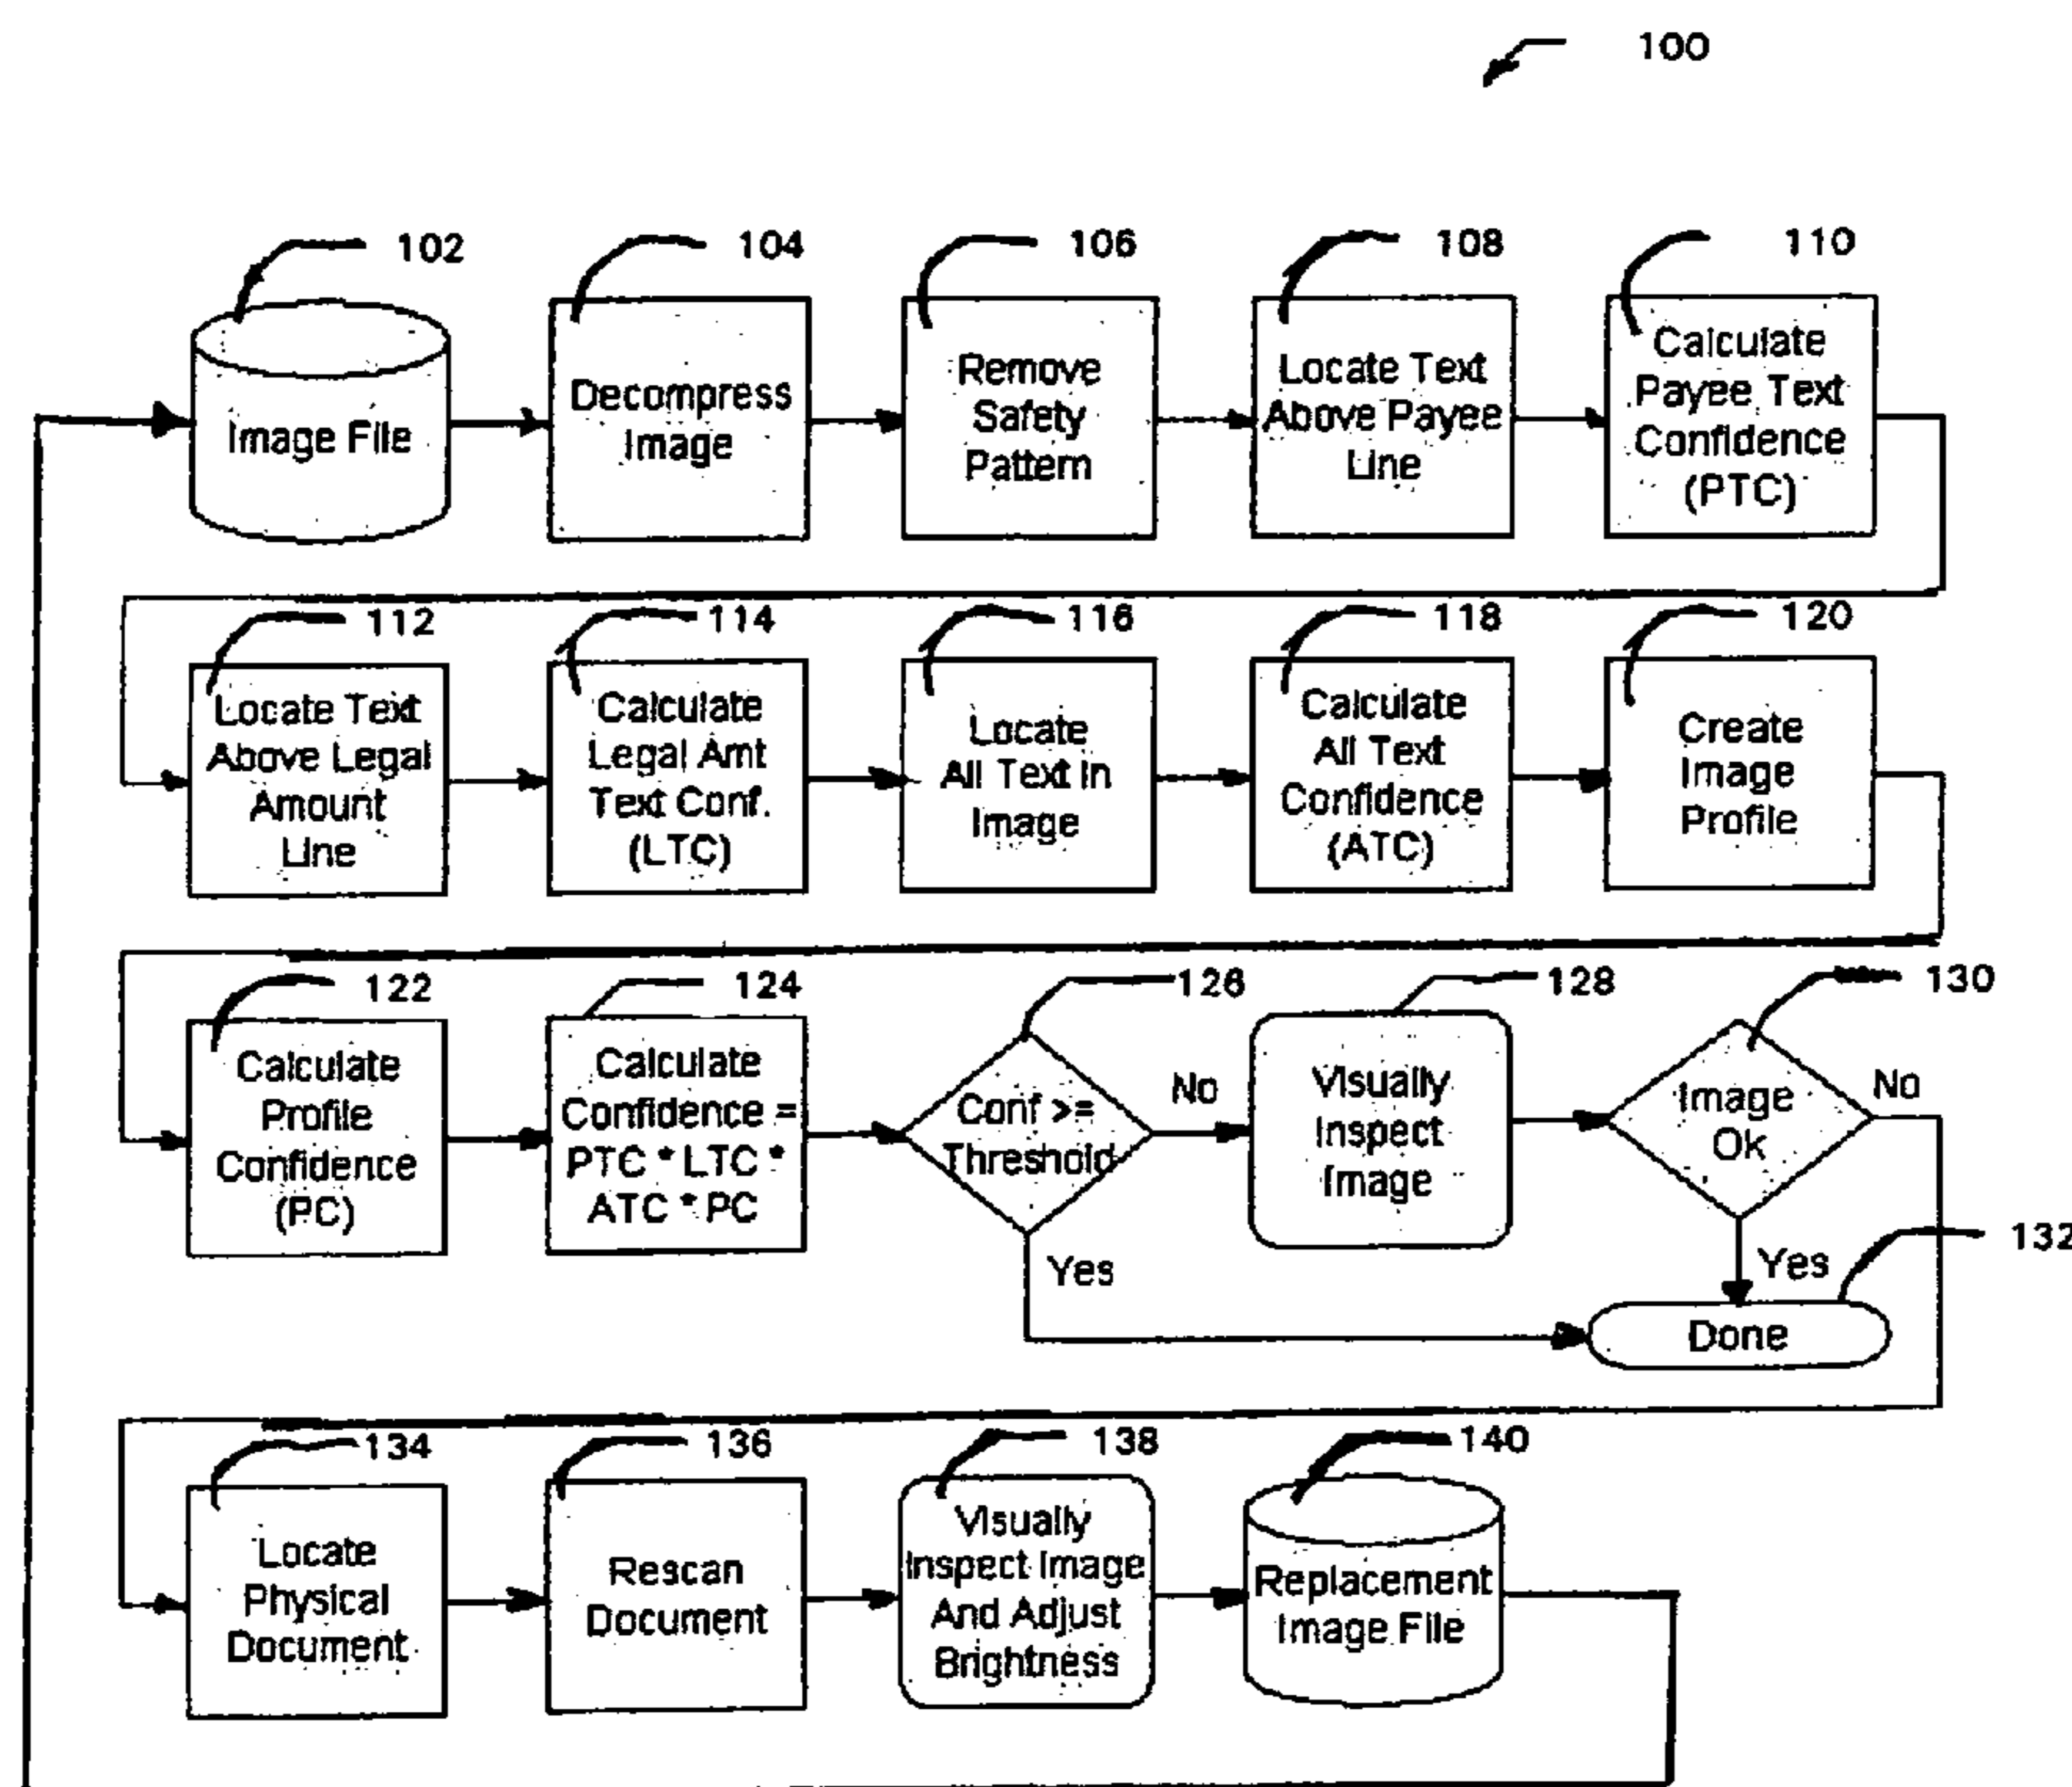 100
102
104
106
108
110
Image File
Decompress
Image
Remove
Safety
Pattern
Locate Text
Above Payee
Line
Calculate
Payee Text
Confidence
(PTC)
112
114
116
118
120
Locate Text
Above Legal
Amount
Line
Calculate
Legal Amt
Text Conf.
(LTC)
Locate
All Text In
Image
Calculate
All Text
Confidence
(ATC)
Create
Image
Profile
122
124
126
128
130
Calculate
Profile
Confidence
(PC)
Calculate
Confidence =
PTC * LTC *
ATC * PC
Conf >=
Threshold
No
Yes
Visually
Inspect
Image
Image
Ok
No
Yes
132
Done
134
136
138
140
Locate
Physical
Document
Rescan
Document
Visually
Inspect Image
And Adjust
Brightness
Replacement
Image File